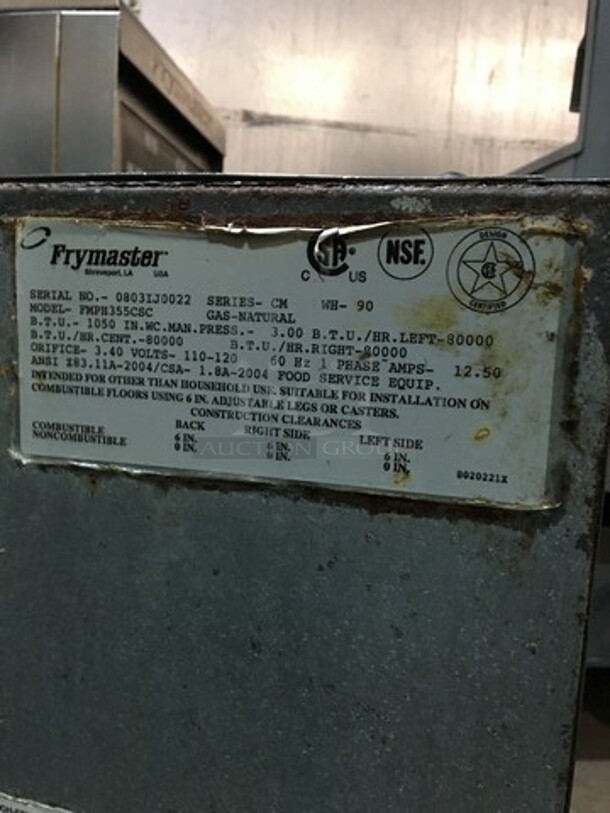 Frymaster
Shreveport, LA USA
C US
NSF.
DESIGN
CERTIFIED
SERIAL NO.- 0803IJ0022 SERIES- CM WH- 90
MODEL- FMPH355CSC GAS-NATURAL
B.T.U.- 1050 IN.WC.MAN.PRESS.- 3.00 B.T.U./HR.LEFT-80000
B.T.U./HR.CENT.-80000 B.T.U./HR.RIGHT-80000
ORIFICE- 3.40 VOLTS- 110-120 60 Hz 1 PHASE AMPS- 12.50
ANSI Z83.11A-2004/CSA- 1.8A-2004 FOOD SERVICE EQUIP.
INTENDED FOR OTHER THAN HOUSEHOLD USE. SUITABLE FOR INSTALLATION ON
COMBUSTIBLE FLOORS USING 6 IN. ADJUSTABLE LEGS OR CASTERS.
CONSTRUCTION CLEARANCES
BACK RIGHT SIDE LEFT SIDE
COMBUSTIBLE 6 IN. 6 IN. 6 IN.
NONCOMBUSTIBLE 0 IN. 0 IN. 0 IN.
AUCTION GROUP
8020221X